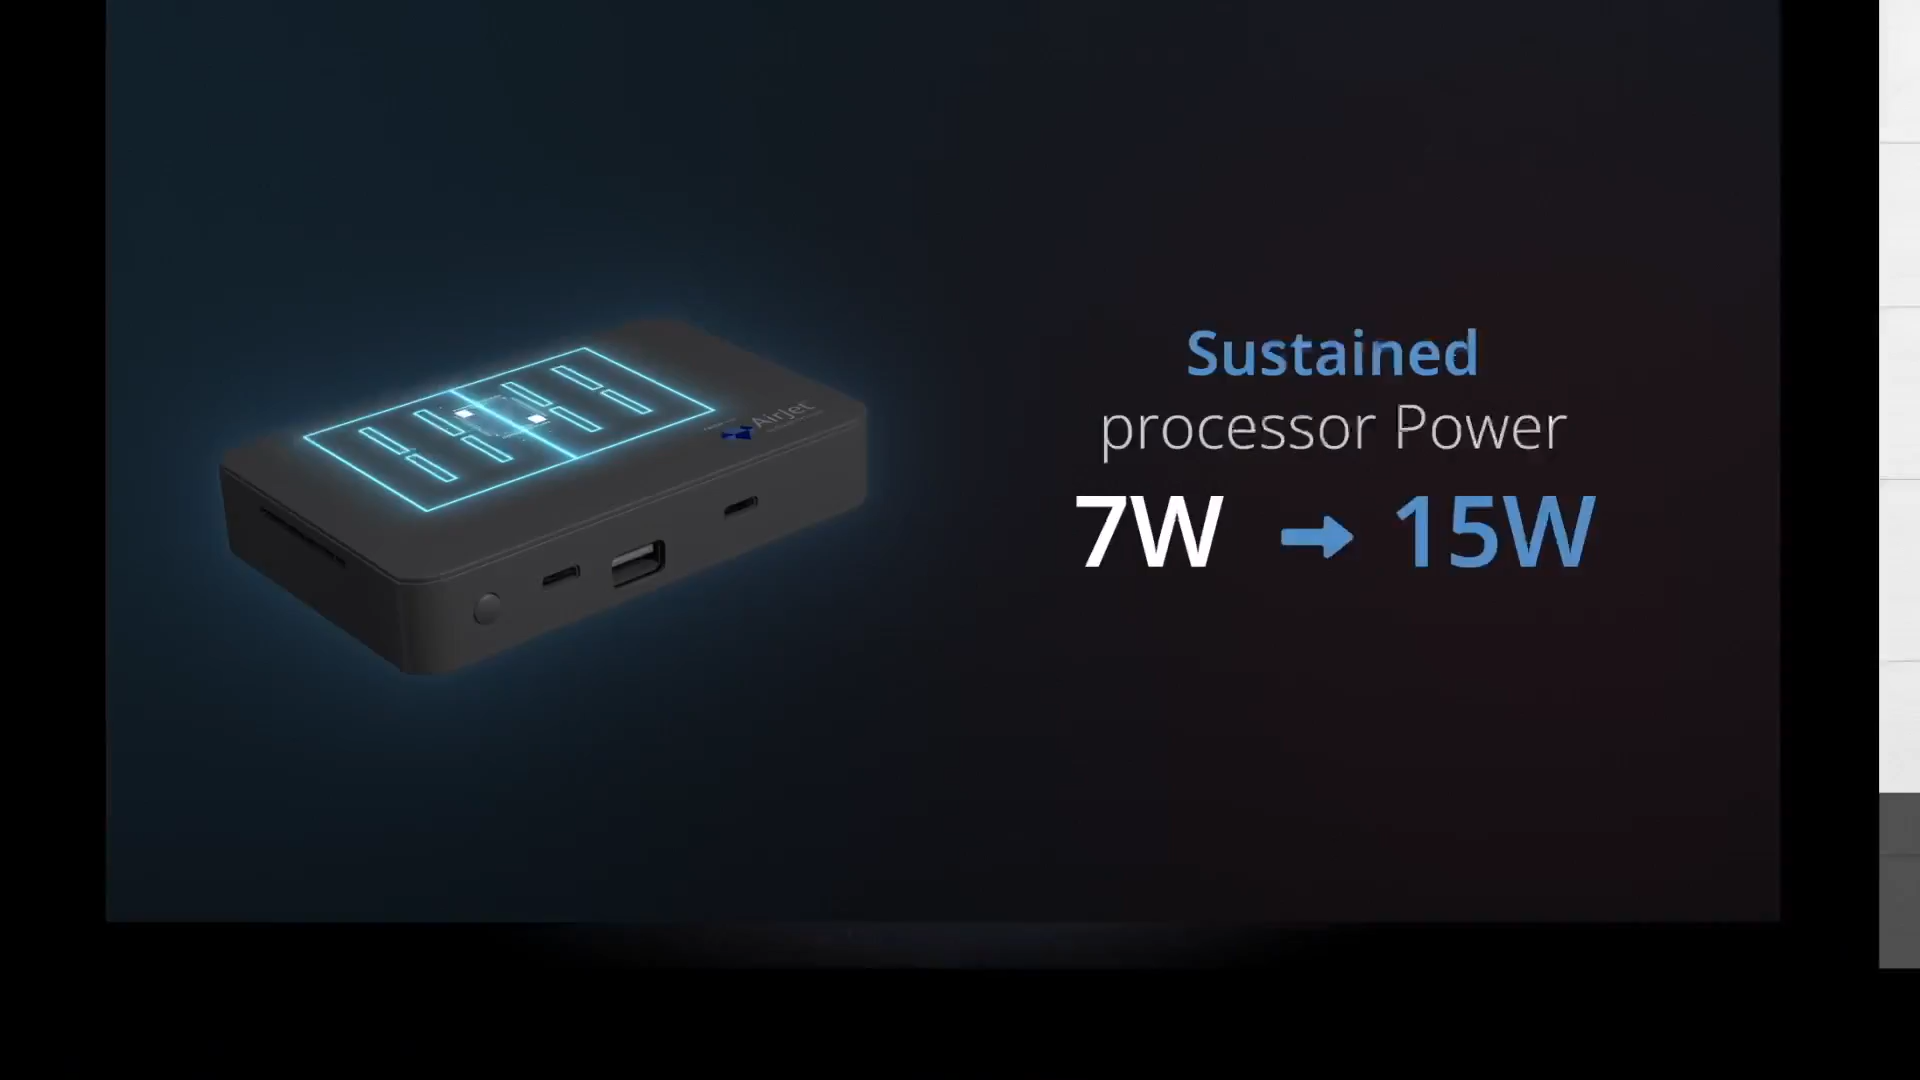 AirJet
Sustained
processor Power
7W → 15W